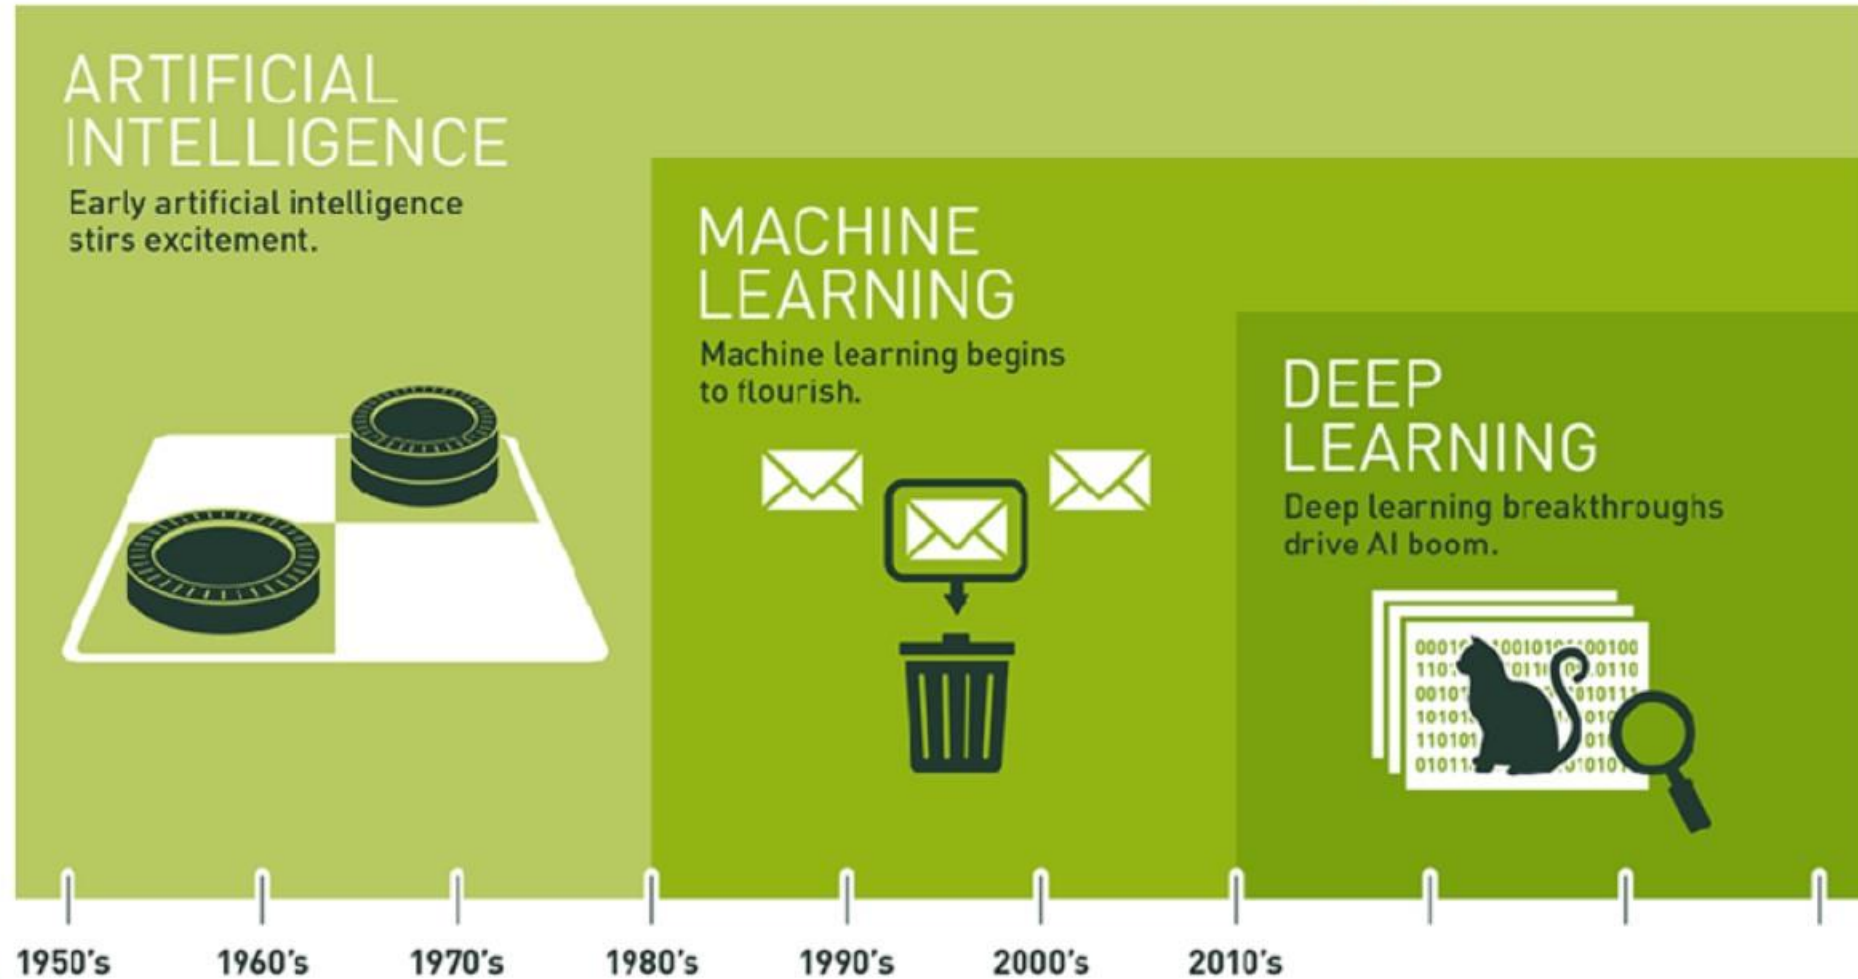 ARTIFICIAL
INTELLIGENCE
Early artificial intelligence
stirs excitement.
MACHINE
LEARNING
Machine learning begins
to flourish.
DEEP
LEARNING
Deep learning breakthroughs
drive AI boom.
1950's 1960's 1970's 1980's 1990's 2000's 2010's